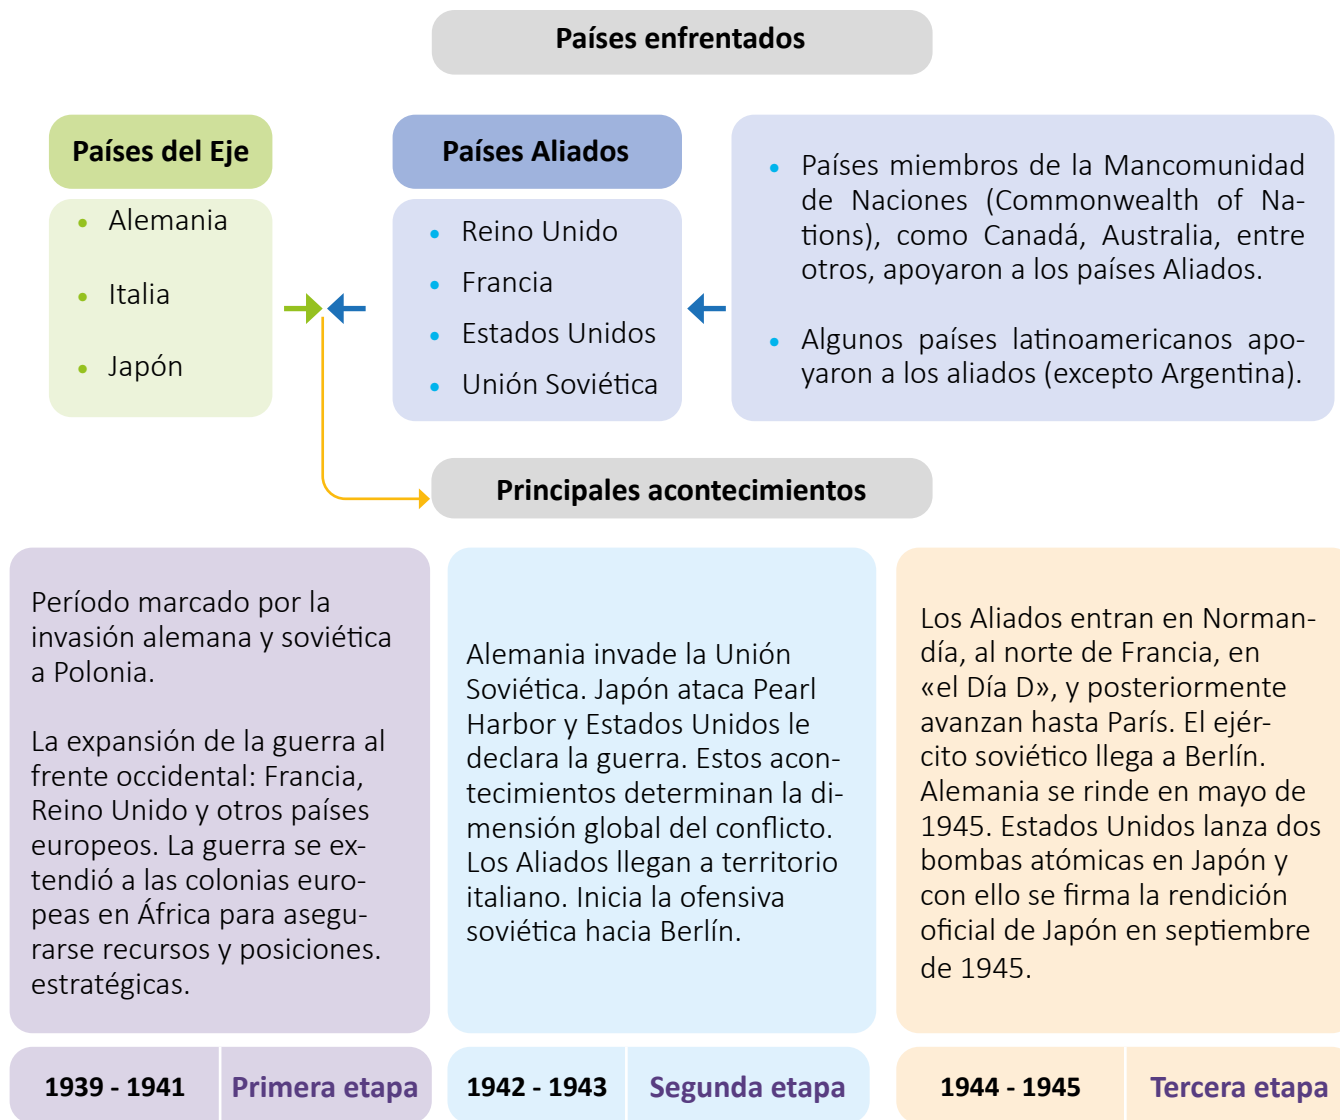 Países enfrentados
Países del Eje
• Alemania
• Italia
• Japón
Países Aliados
• Reino Unido
• Francia
• Estados Unidos
• Unión Soviética
• Países miembros de la Mancomunidad
de Naciones (Commonwealth of Na-
tions), como Canadá, Australia, entre
otros, apoyaron a los países Aliados.
• Algunos países latinoamericanos apo-
yaron a los aliados (excepto Argentina).
Principales acontecimientos
Período marcado por la
invasión alemana y soviética
a Polonia.
La expansión de la guerra al
frente occidental: Francia,
Reino Unido y otros países
europeos. La guerra se ex-
tendió a las colonias euro-
peas en África para asegu-
rarse recursos y posiciones.
estratégicas.
1939 - 1941 Primera etapa
Alemania invade la Unión
Soviética. Japón ataca Pearl
Harbor y Estados Unidos le
declara la guerra. Estos acon-
tecimientos determinan la di-
mensión global del conflicto.
Los Aliados llegan a territorio
italiano. Inicia la ofensiva
soviética hacia Berlín.
1942 - 1943 Segunda etapa
Los Aliados entran en Norman-
día, al norte de Francia, en
«el Día D», y posteriormente
avanzan hasta París. El ejér-
cito soviético llega a Berlín.
Alemania se rinde en mayo de
1945. Estados Unidos lanza dos
bombas atómicas en Japón y
con ello se firma la rendición
oficial de Japón en septiembre
de 1945.
1944 - 1945 Tercera etapa